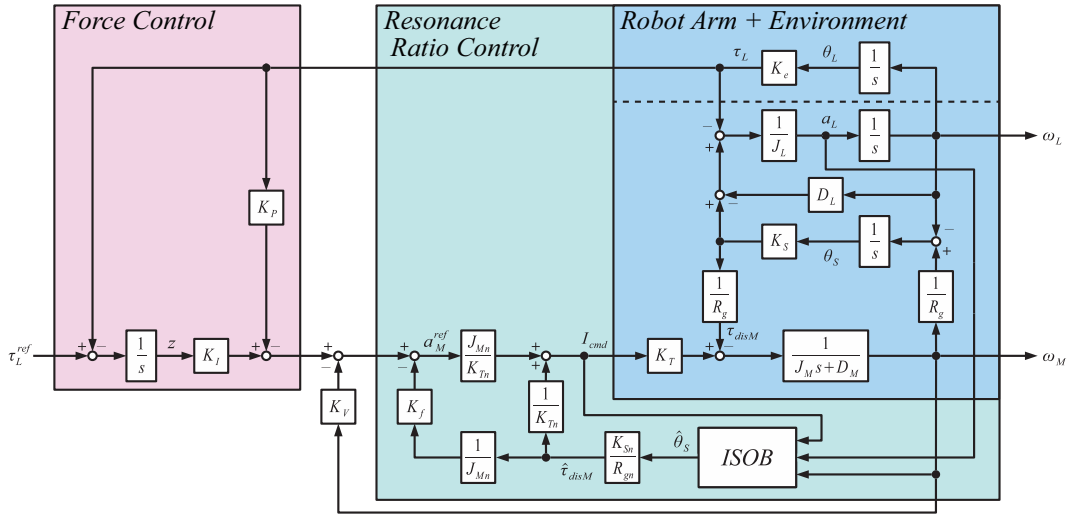 Force Control
Resonance
Ratio Control
Robot Arm + Environment
τ_L
K_e
θ_L
1/s
−
+
1/J_L
a_L
1/s
ω_L
K_P
+
−
D_L
K_S
θ_S
1/s
−
+
1/R_g
1/R_g
τ_disM
τ_L^ref
+
−
1/s
z
K_I
+
−
+
−
+
−
a_M^ref
J_Mn/K_Tn
+
+
I_cmd
K_T
+
−
1/(J_M s+D_M)
ω_M
K_V
K_f
1/K_Tn
1/J_Mn
τ̂_disM
K_Sn/R_gn
θ̂_S
ISOB